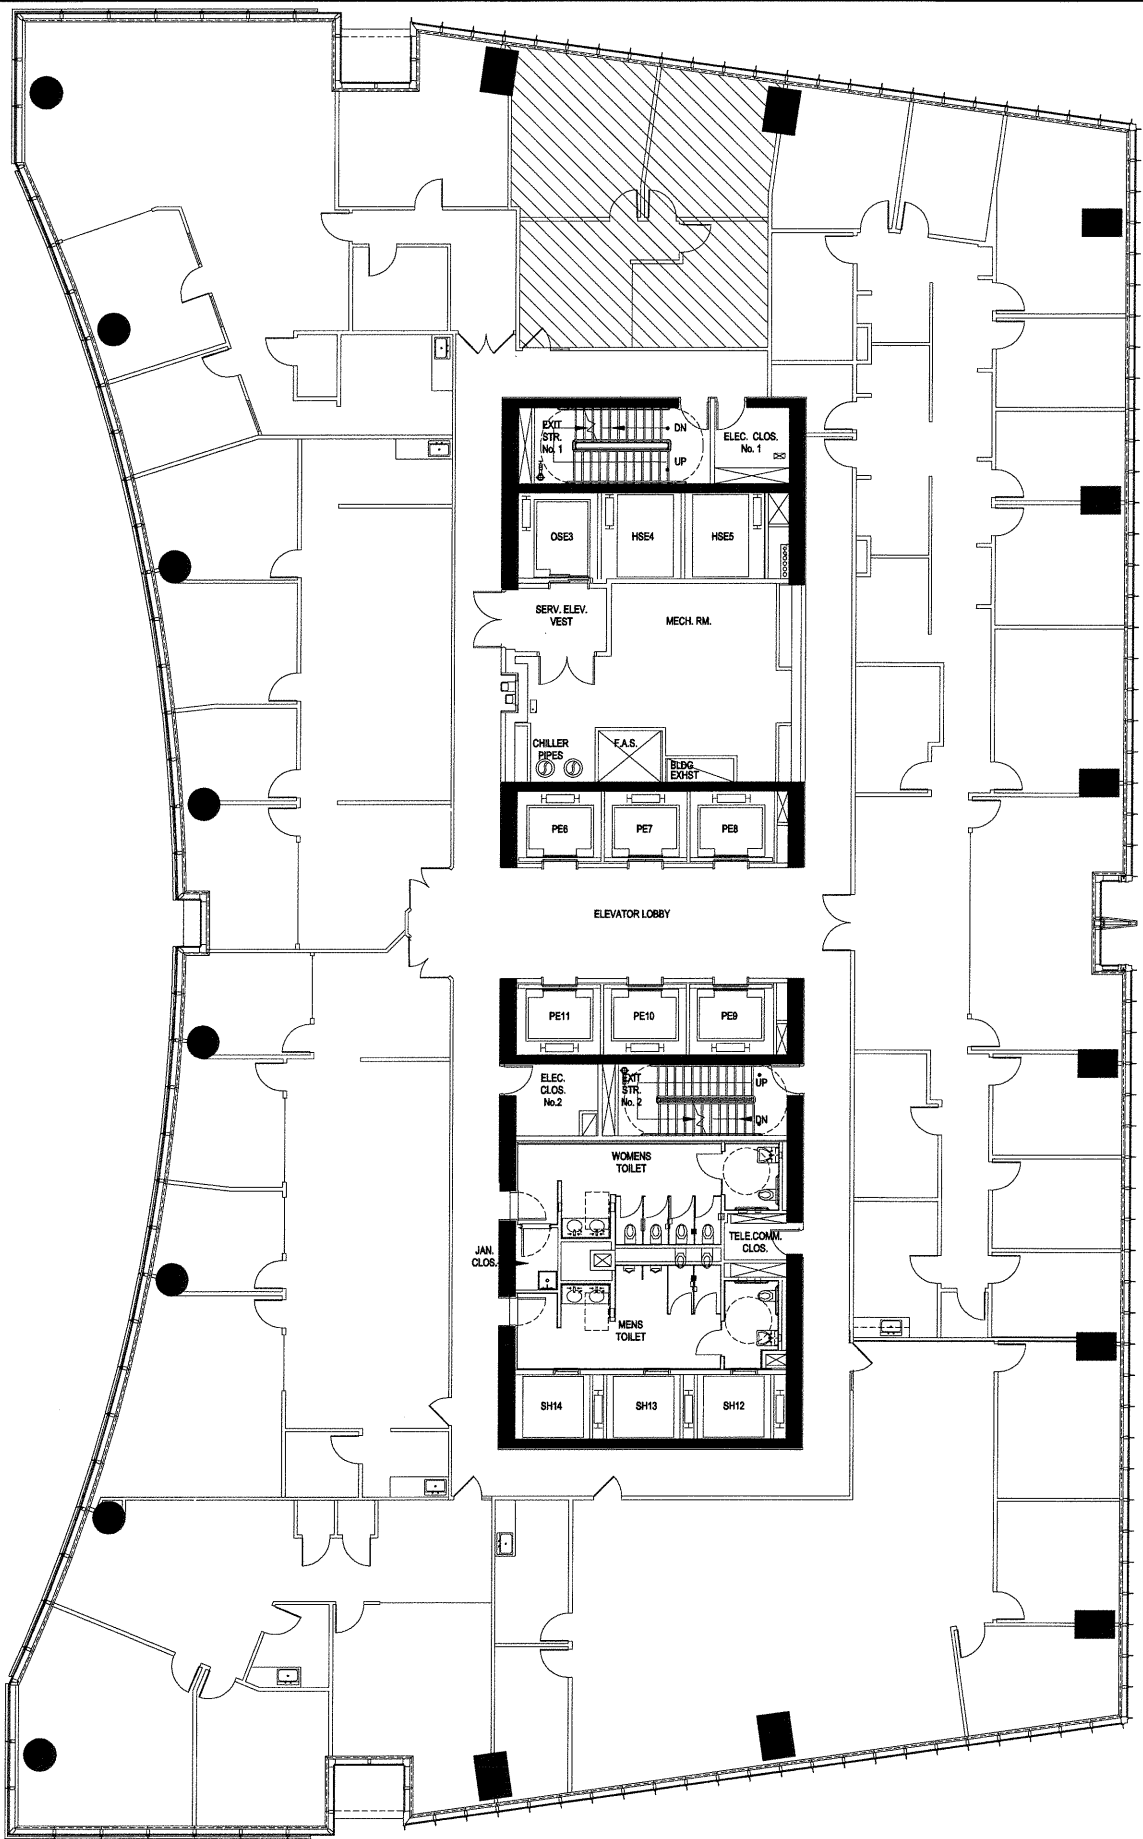 EXIT
STR.
No. 1
DN
UP
ELEC. CLOS.
No. 1
OSE3
HSE4
HSE5
SERV. ELEV.
VEST
MECH. RM.
CHILLER
PIPES
F.A.S.
BLDG
EXHST
PE6
PE7
PE8
ELEVATOR LOBBY
PE11
PE10
PE9
ELEC.
CLOS.
No.2
EXIT
STR.
No. 2
UP
DN
WOMENS
TOILET
JAN.
CLOS.
TELE.COMM.
CLOS.
MENS
TOILET
SH14
SH13
SH12